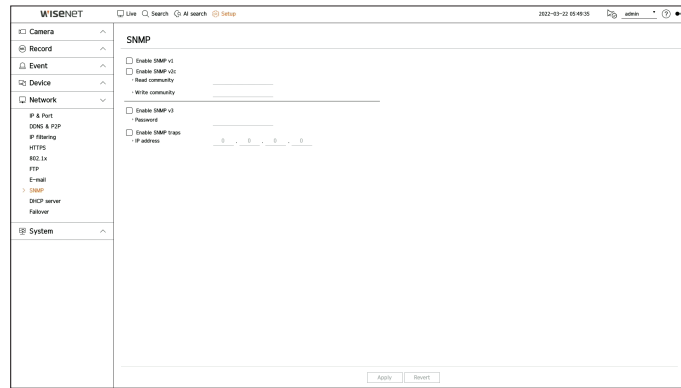 WISENET
Live Search AI search Setup
2022-03-22 05:49:35 admin ?
Camera
Record
Event
Device
Network
IP & Port
DDNS & P2P
IP filtering
HTTPS
802.1x
FTP
E-mail
> SNMP
DHCP server
Failover
System
SNMP
Enable SNMP v1
Enable SNMP v2c
· Read community
· Write community
Enable SNMP v3
· Password
Enable SNMP traps
· IP address 0 . 0 . 0 . 0
Apply Revert